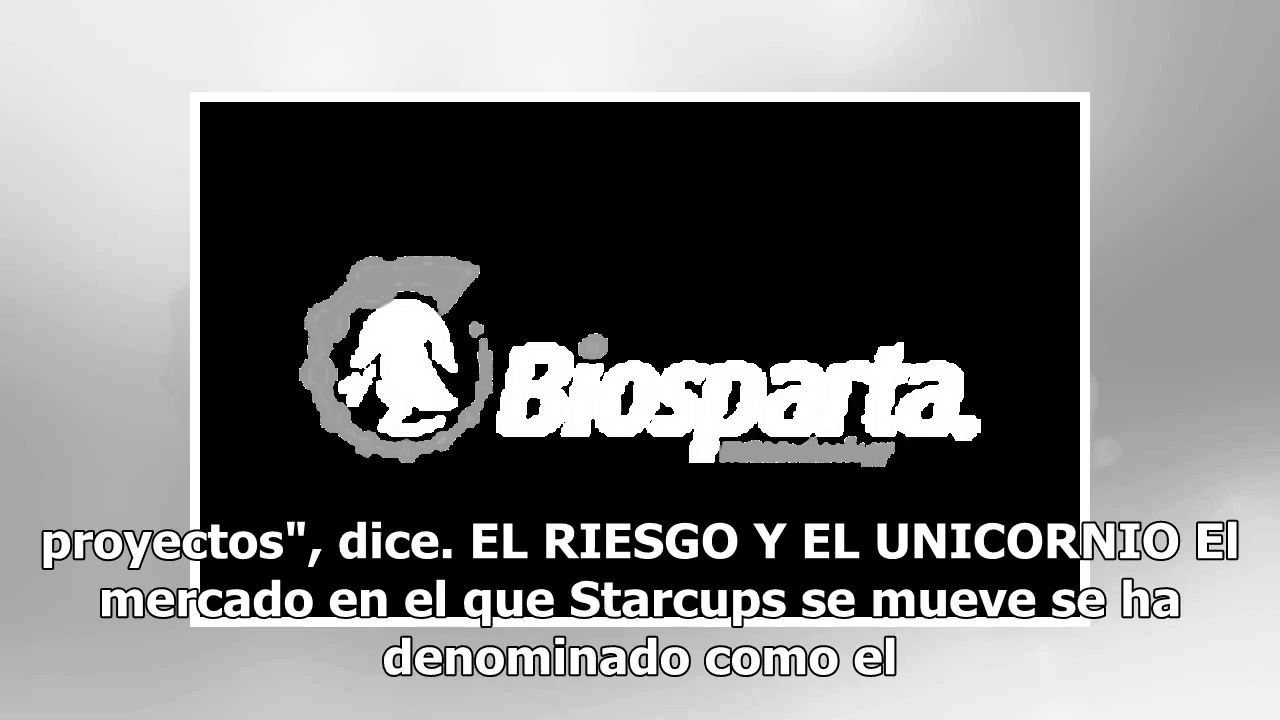 Biosparta.
proyectos", dice. EL RIESGO Y EL UNICORNIO El
mercado en el que Starcups se mueve se ha
denominado como el